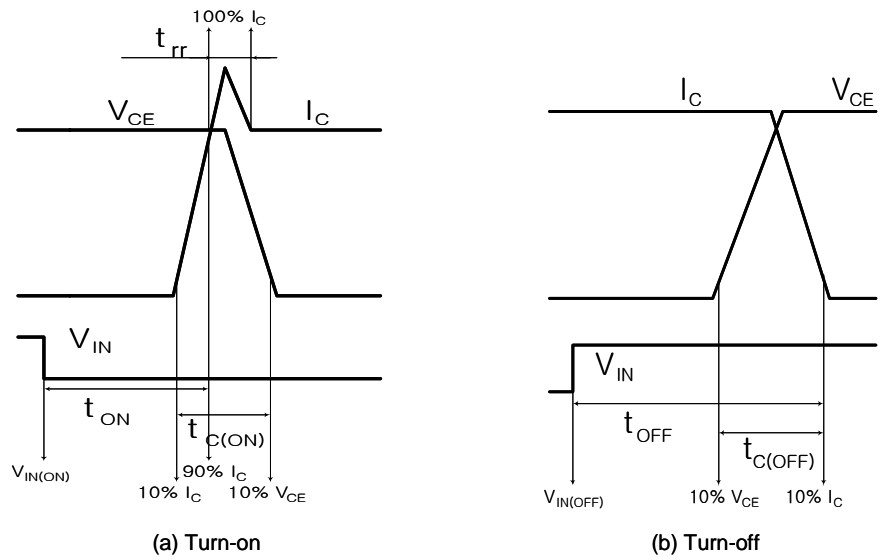 100% I_C
t_rr
V_CE
I_C
V_IN
t_ON
t_C(ON)
V_IN(ON)
90% I_C
10% I_C
10% V_CE
(a) Turn-on
I_C
V_CE
V_IN
t_OFF
t_C(OFF)
V_IN(OFF)
10% V_CE
10% I_C
(b) Turn-off